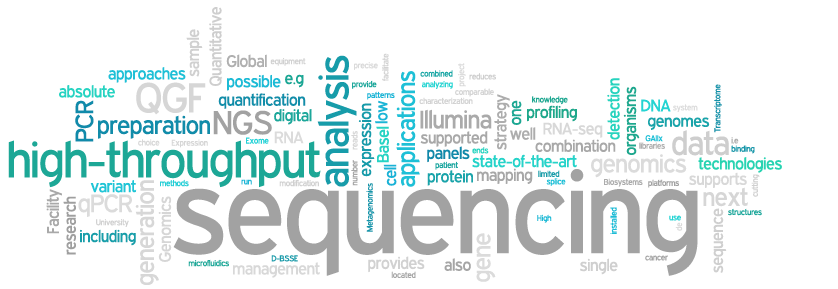 sample
Quantitative
Global
equipment
approaches
possible
e.g
analysis
precise
facilitate
combined
project
reduces
absolute
QGF
quantification
provide
patterns
analyzing
comparable
characterization
knowledge
detection
organisms
DNA
system
Transcriptome
PCR
preparation
NGS
digital
number
reads
expression
Basel
low
cell
applications
Illumina
strategy
one
profiling
genomes
choice
Expression
Exome
RNA
supported
well
RNA-seq
GAIIx
libraries
i.e
binding
high-throughput
panels
ends
combination
data
patient
state-of-the-art
genomics
technologies
protein
mapping
limited
splice
Biosystems
platforms
supports
cutting
variant
methods
run
modification
Metagenomics
Facility
research
qPCR
generation
Genomics
sequencing
University
including
High
installed
use
de
next
structures
sequence
microfluidics
D-BSSE
management
provides
located
also
gene
single
cancer